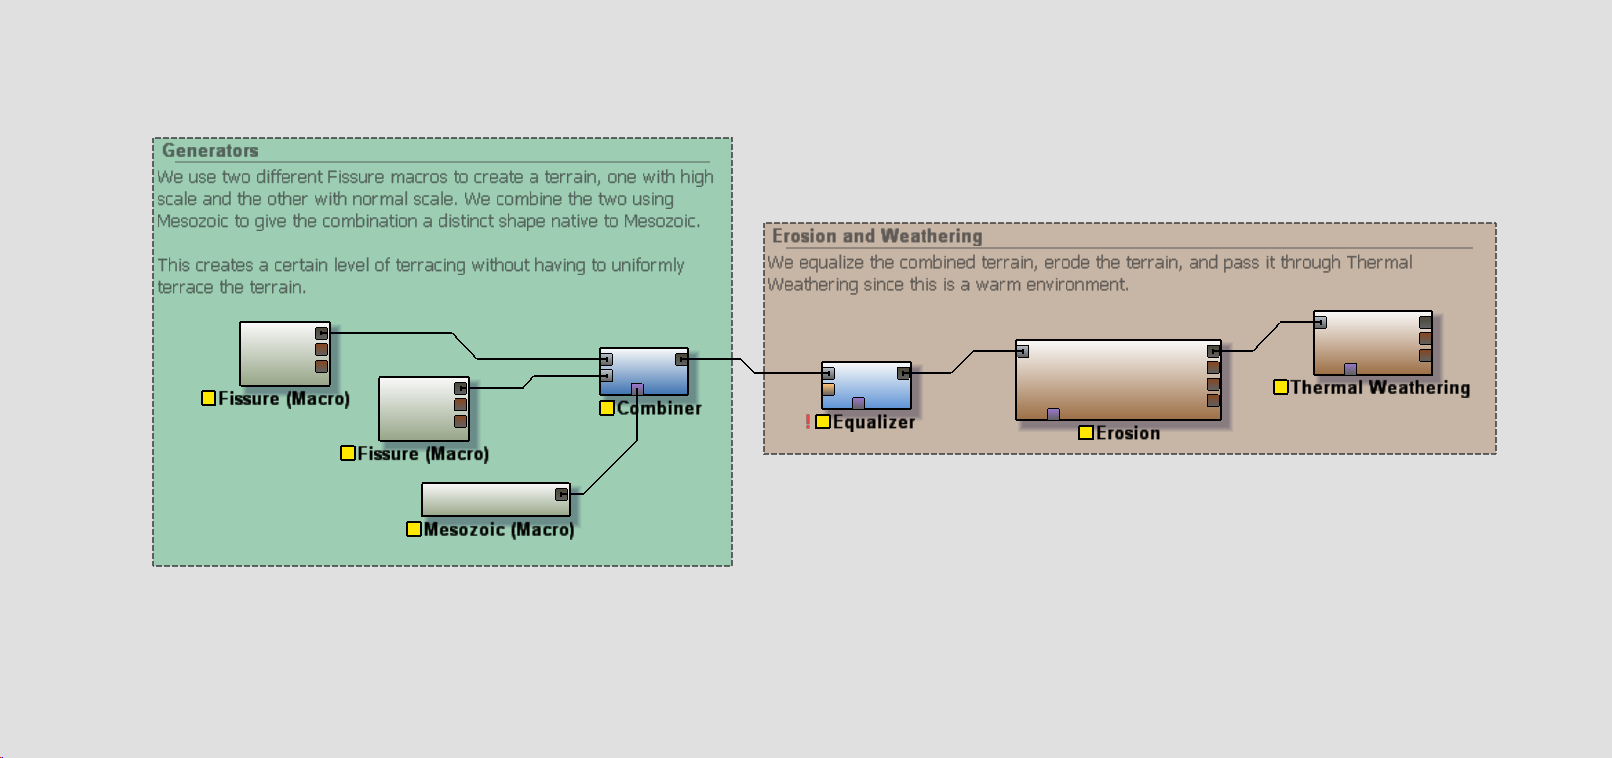 Generators
We use two different Fissure macros to create a terrain, one with high
scale and the other with normal scale. We combine the two using
Mesozoic to give the combination a distinct shape native to Mesozoic.
This creates a certain level of terracing without having to uniformly
terrace the terrain.
Fissure (Macro)
Fissure (Macro)
Mesozoic (Macro)
Combiner
Erosion and Weathering
We equalize the combined terrain, erode the terrain, and pass it through Thermal
Weathering since this is a warm environment.
! Equalizer
Erosion
Thermal Weathering